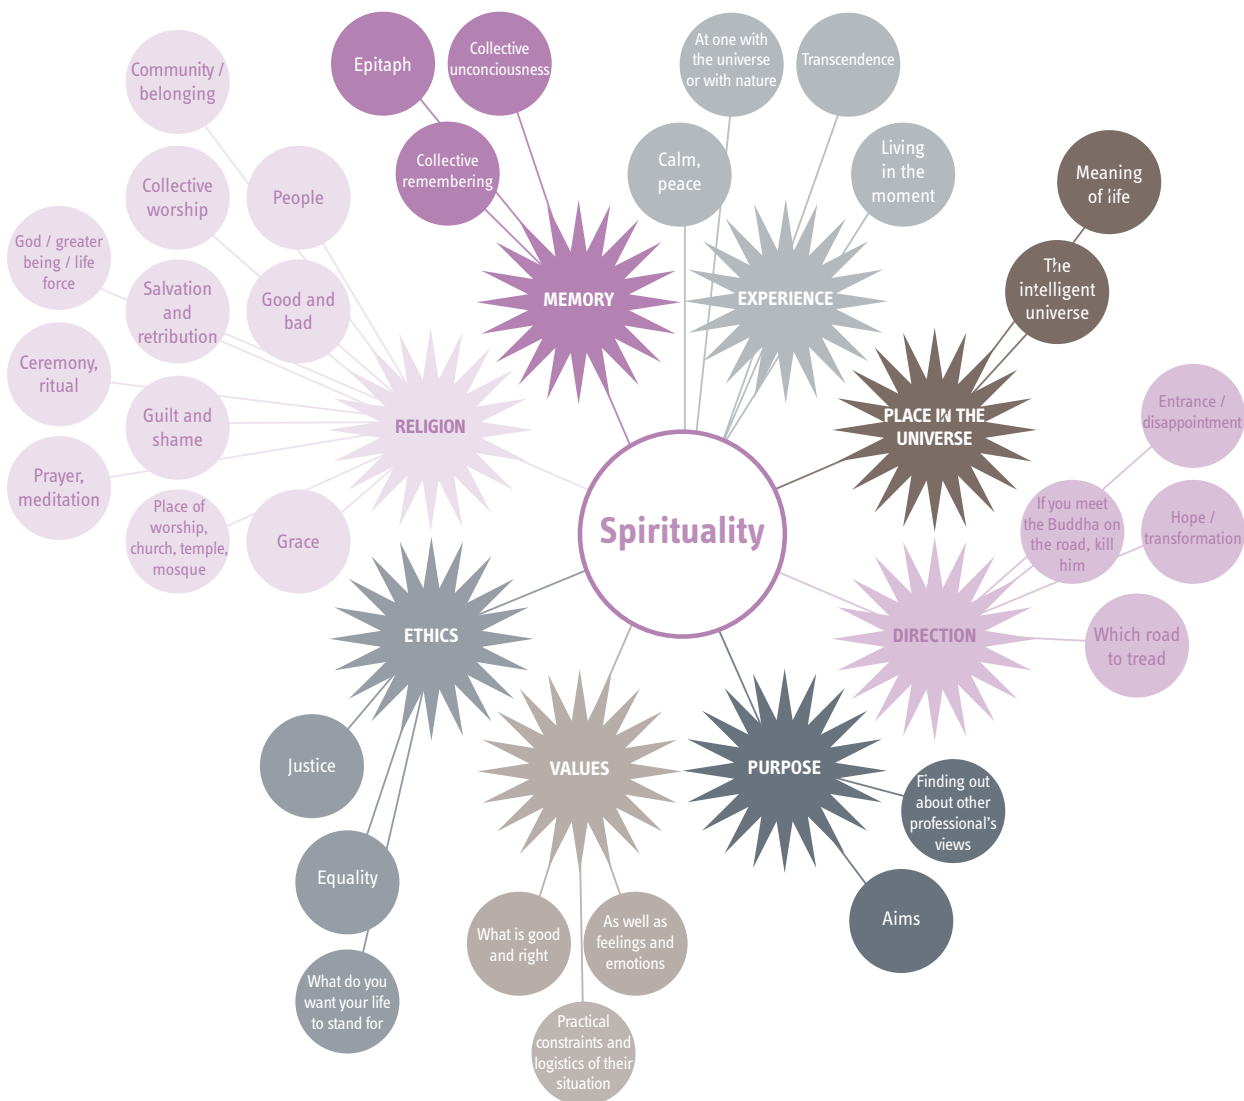 Epitaph
Collective
unconciousness
Collective
remembering
MEMORY
At one with
the universe
or with nature
Transcendence
Calm,
peace
Living
in the
moment
EXPERIENCE
Meaning
of life
The
intelligent
universe
PLACE IN THE
UNIVERSE
Community /
belonging
Collective
worship
People
God / greater
being / life
force
Salvation
and
retribution
Good and
bad
Ceremony,
ritual
Guilt and
shame
Prayer,
meditation
Place of
worship,
church, temple,
mosque
Grace
RELIGION
Spirituality
Entrance /
disappointment
If you meet
the Buddha on
the road, kill
him
Hope /
transformation
Which road
to tread
DIRECTION
ETHICS
Justice
Equality
What do you
want your life
to stand for
VALUES
What is good
and right
As well as
feelings and
emotions
Practical
constraints and
logistics of their
situation
PURPOSE
Finding out
about other
professional's
views
Aims